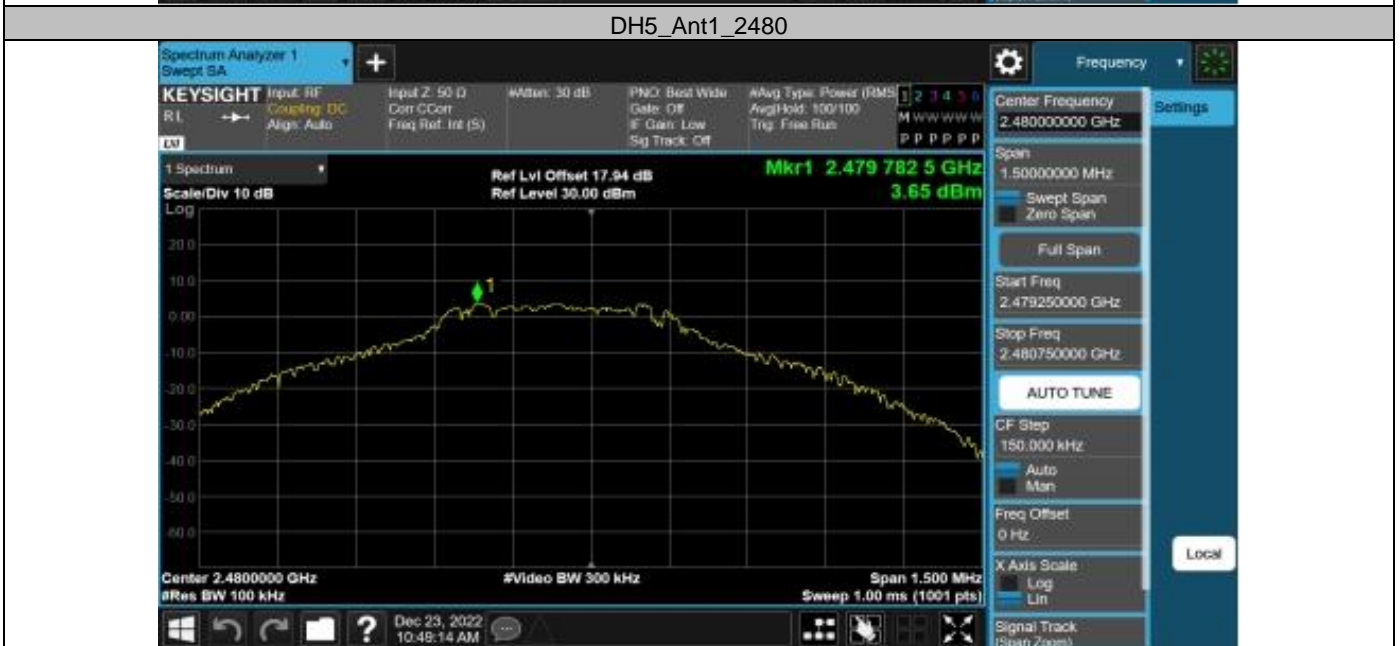 DH5_Ant1_2480
Spectrum Analyzer 1
Swept SA
+
Frequency
KEYSIGHT
RL
LXI
Input: RF
Coupling: DC
Align: Auto
Input Z: 50 Ω
Corr CCorr
Freq Ref: Int (S)
#Atten: 30 dB
PNO: Best Wide
Gate: Off
IF Gain: Low
Sig Track: Off
#Avg Type: Power (RMS
Avg|Hold: 100/100
Trig: Free Run
1 2 3 4 5 6
M W W W W W
P P P P P P
1 Spectrum
Scale/Div 10 dB
Log
Ref Lvl Offset 17.94 dB
Ref Level 30.00 dBm
Mkr1 2.479 782 5 GHz
3.65 dBm
1
20.0
10.0
0.00
-10.0
-20.0
-30.0
-40.0
-50.0
-60.0
Center 2.4800000 GHz
#Res BW 100 kHz
#Video BW 300 kHz
Span 1.500 MHz
Sweep 1.00 ms (1001 pts)
?
Dec 23, 2022
10:49:14 AM
Center Frequency
2.480000000 GHz
Settings
Span
1.50000000 MHz
Swept Span
Zero Span
Full Span
Start Freq
2.479250000 GHz
Stop Freq
2.480750000 GHz
AUTO TUNE
CF Step
150.000 kHz
Auto
Man
Freq Offset
0 Hz
X Axis Scale
Log
Lin
Local
Signal Track
(Span Zoom)